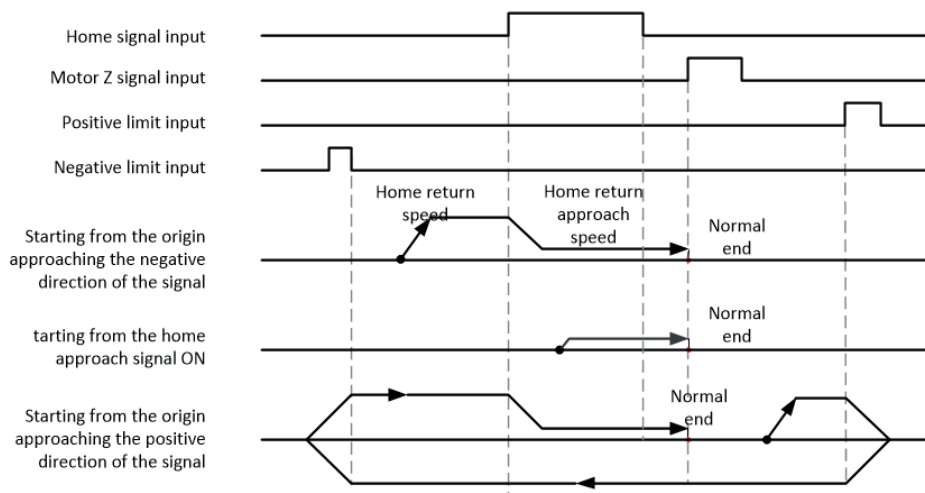 Home signal input
Motor Z signal input
Positive limit input
Negative limit input
Home return
speed
Home return
approach
speed
Normal
end
Starting from the origin
approaching the negative
direction of the signal
Normal
end
tarting from the home
approach signal ON
Normal
end
Starting from the origin
approaching the positive
direction of the signal